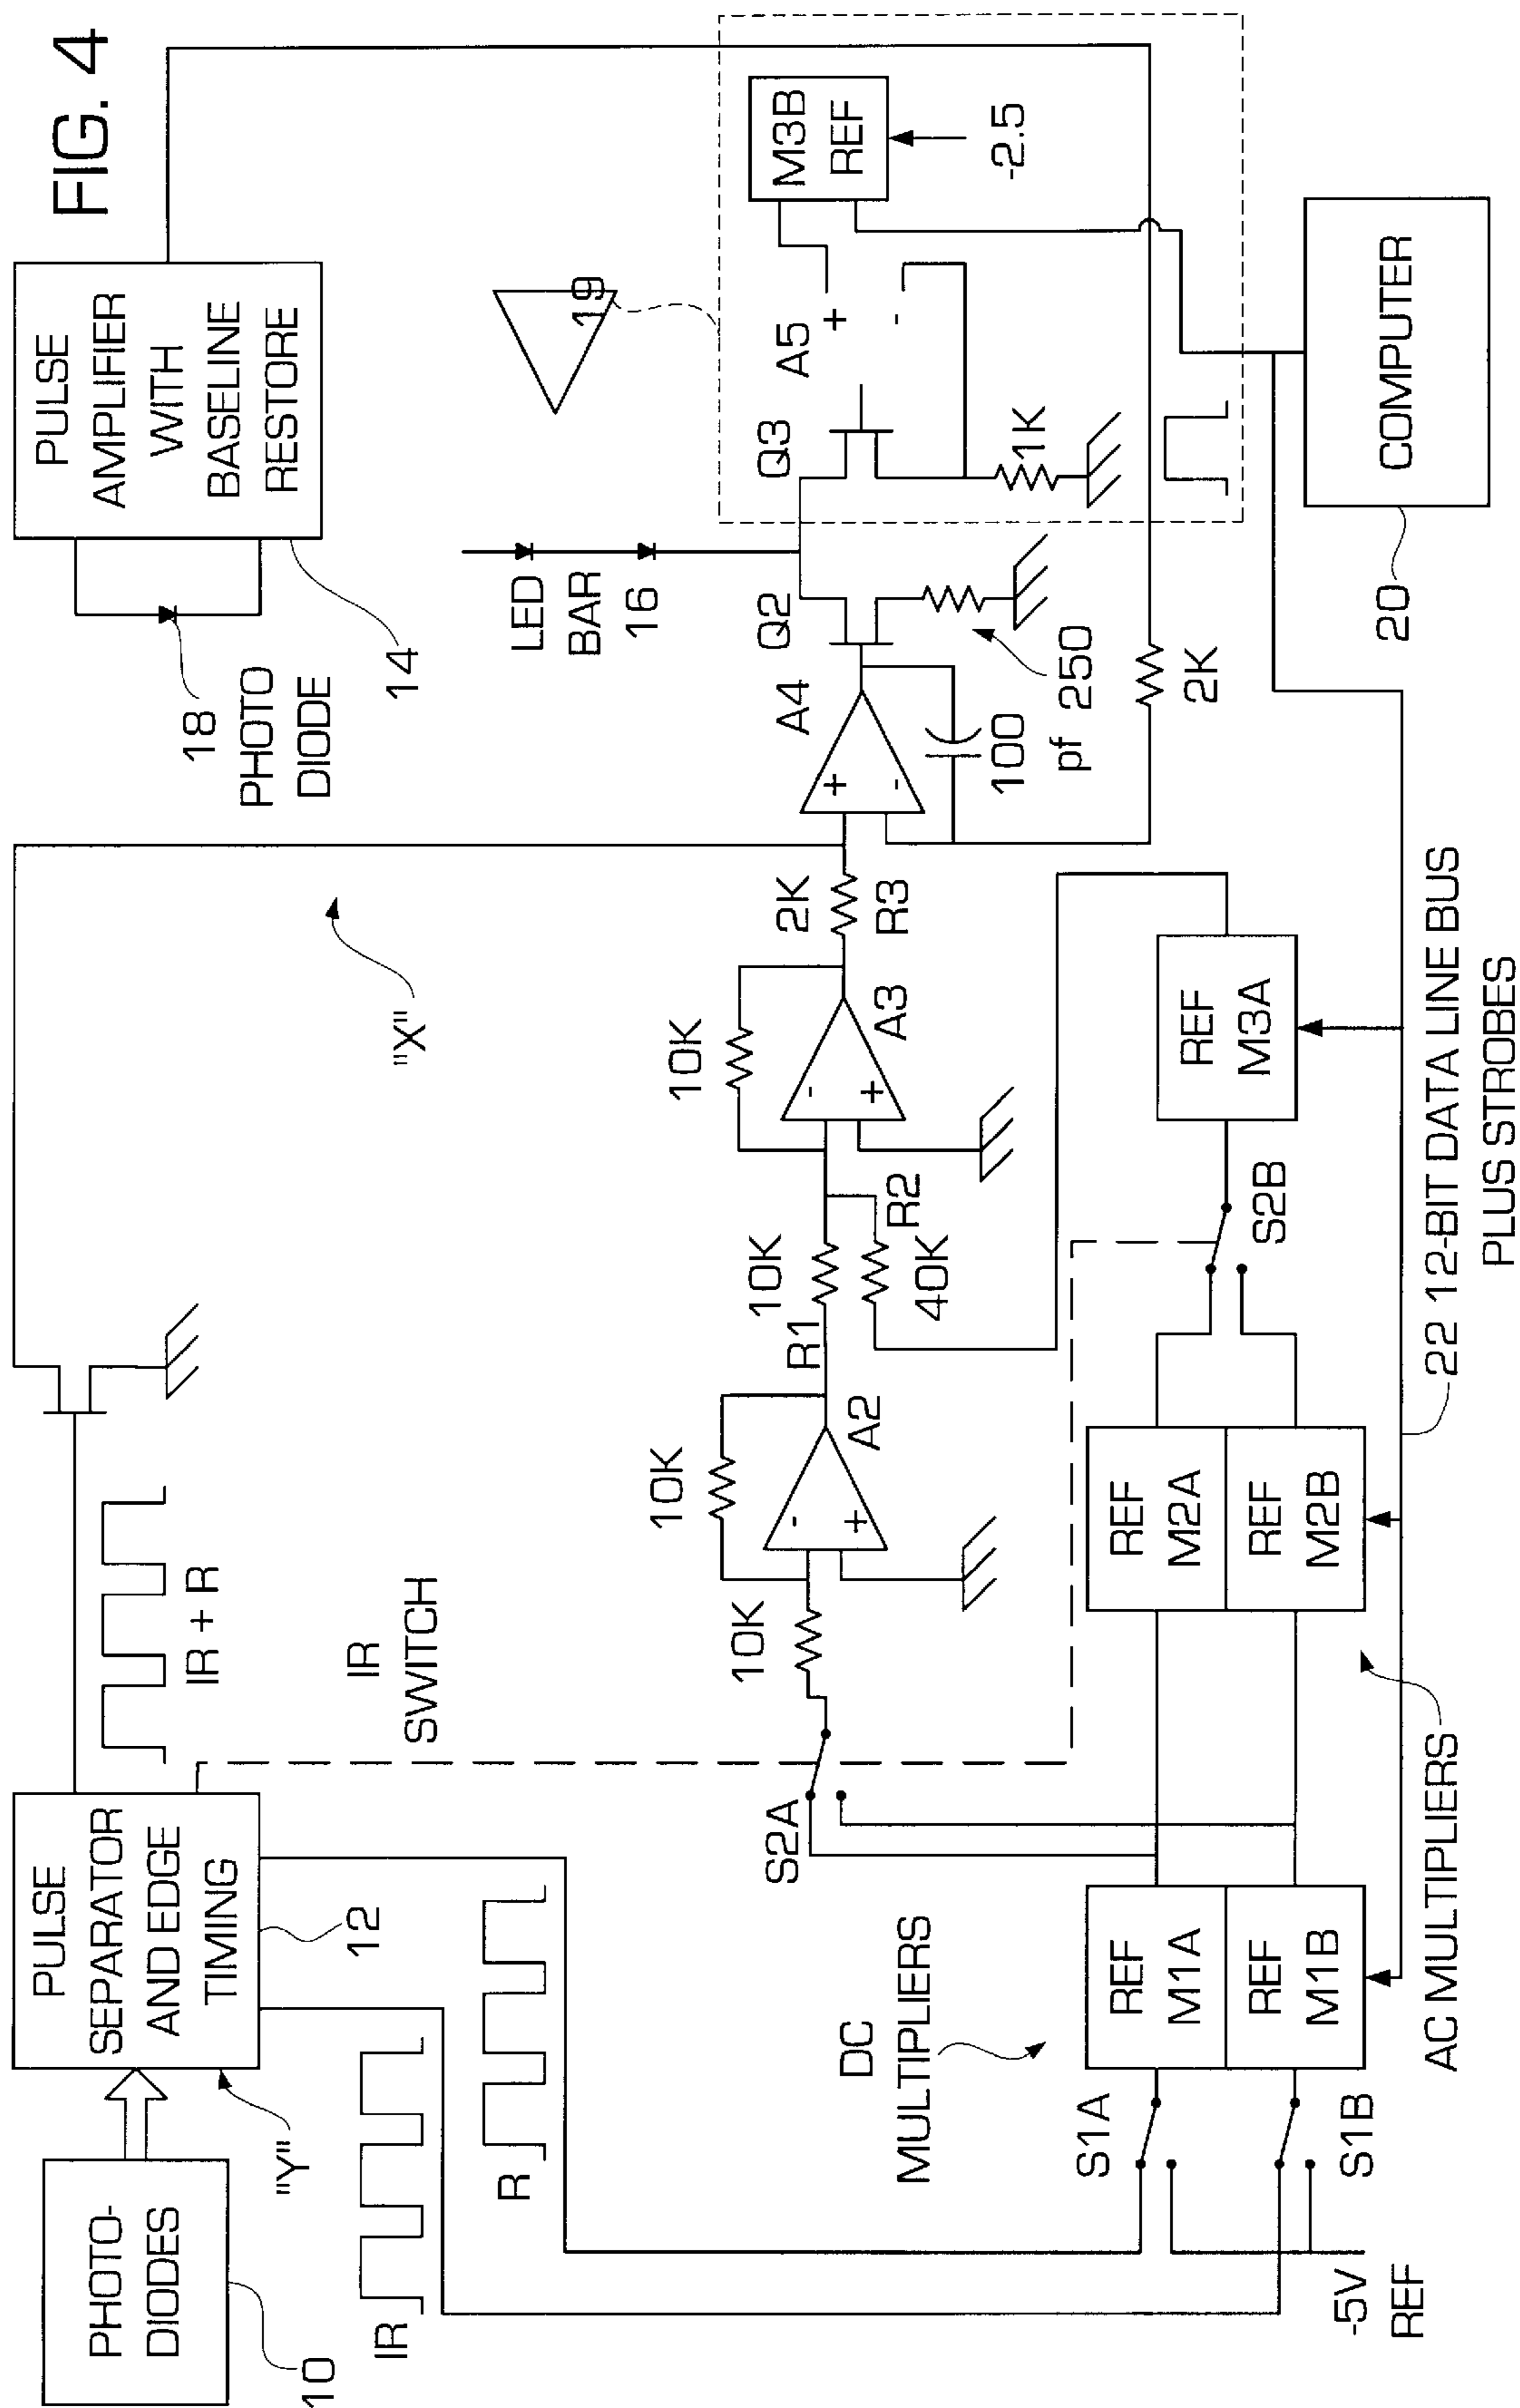 FIG. 4
PHOTO-
DIODES
10
"Y"
PULSE
SEPARATOR
AND EDGE
TIMING
12
IR
R
IR + R
IR
SWITCH
PULSE
AMPLIFIER
WITH
BASELINE
RESTORE
14
18
PHOTO
DIODE
"X"
19
LED
BAR
16
S2A
10K
10K
-
+
A2
R1
10K
R2
40K
10K
-
+
A3
2K
R3
A4
+
-
100
pf
250
Q2
Q3
A5
+
-
M3B
REF
-2.5
1K
2K
DC
MULTIPLIERS
S1A
S1B
-5V
REF
REF
M1A
REF
M1B
REF
M2A
REF
M2B
S2B
REF
M3A
AC MULTIPLIERS
22 12-BIT DATA LINE BUS
PLUS STROBES
20
COMPUTER